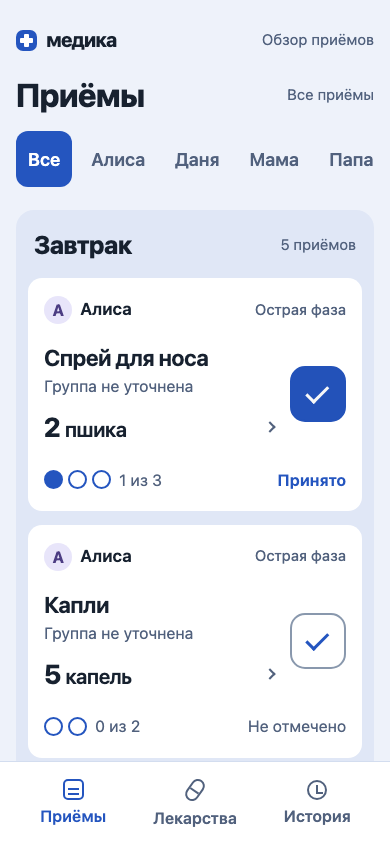 медика
Обзор приёмов
Приёмы
Все приёмы
Все Алиса Даня Мама Папа
Завтрак
5 приёмов
А Алиса
Острая фаза
Спрей для носа
Группа не уточнена
2 пшика
1 из 3
Принято
А Алиса
Острая фаза
Капли
Группа не уточнена
5 капель
0 из 2
Не отмечено
Приёмы Лекарства История